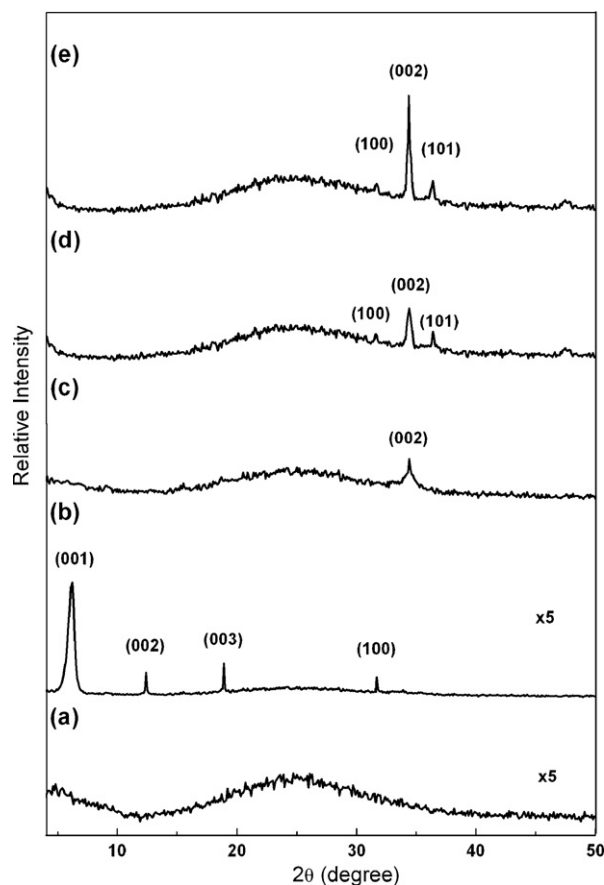 (e)
(002)
(100)
(101)
(d)
(002)
(100)
(101)
(c)
(002)
(b)
(001)
x5
(002)
(003)
(100)
(a)
x5
Relative Intensity
10 20 30 40 50
2θ (degree)